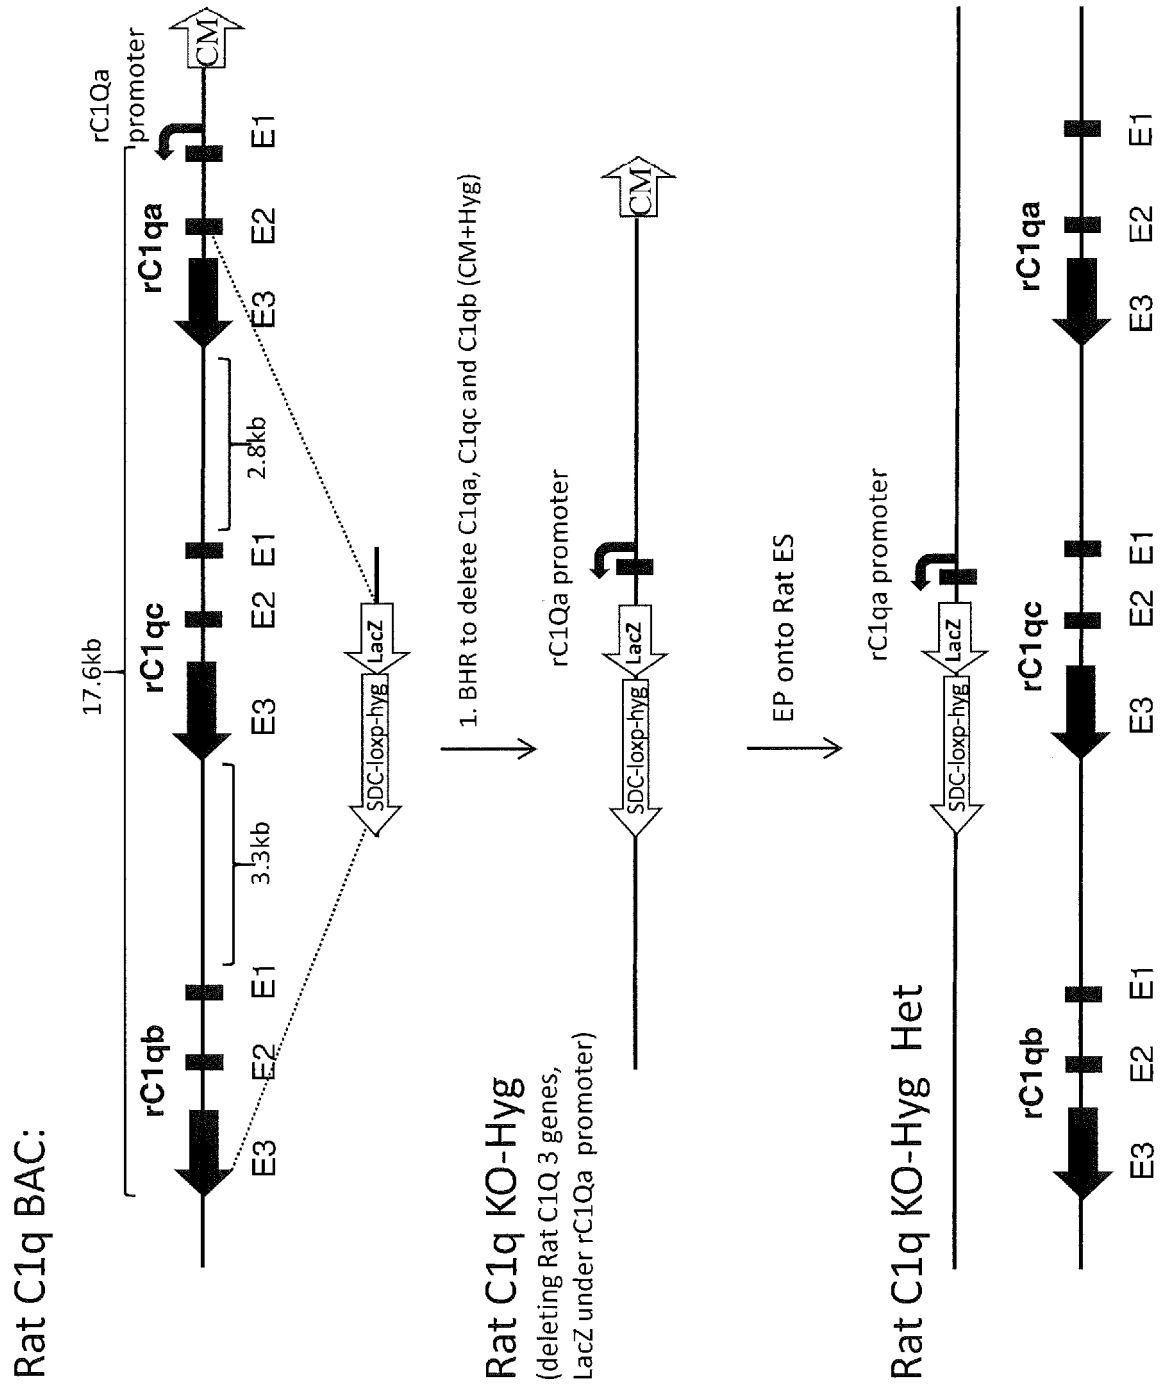 Rat C1q BAC:
17.6kb
rC1Qa
promoter
rC1qb
rC1qc
rC1qa
CM
E3
E2
E1
E3
E2
E1
E3
E2
E1
3.3kb
2.8kb
SDC-loxp-hyg
LacZ
1. BHR to delete C1qa, C1qc and C1qb (CM+Hyg)
Rat C1q KO-Hyg
(deleting Rat C1Q 3 genes,
LacZ under rC1Qa promoter)
rC1Qa promoter
SDC-loxp-hyg
LacZ
CM
EP onto Rat ES
Rat C1q KO-Hyg Het
rC1qa promoter
SDC-loxp-hyg
LacZ
rC1qb
rC1qc
rC1qa
E3
E2
E1
E3
E2
E1
E3
E2
E1